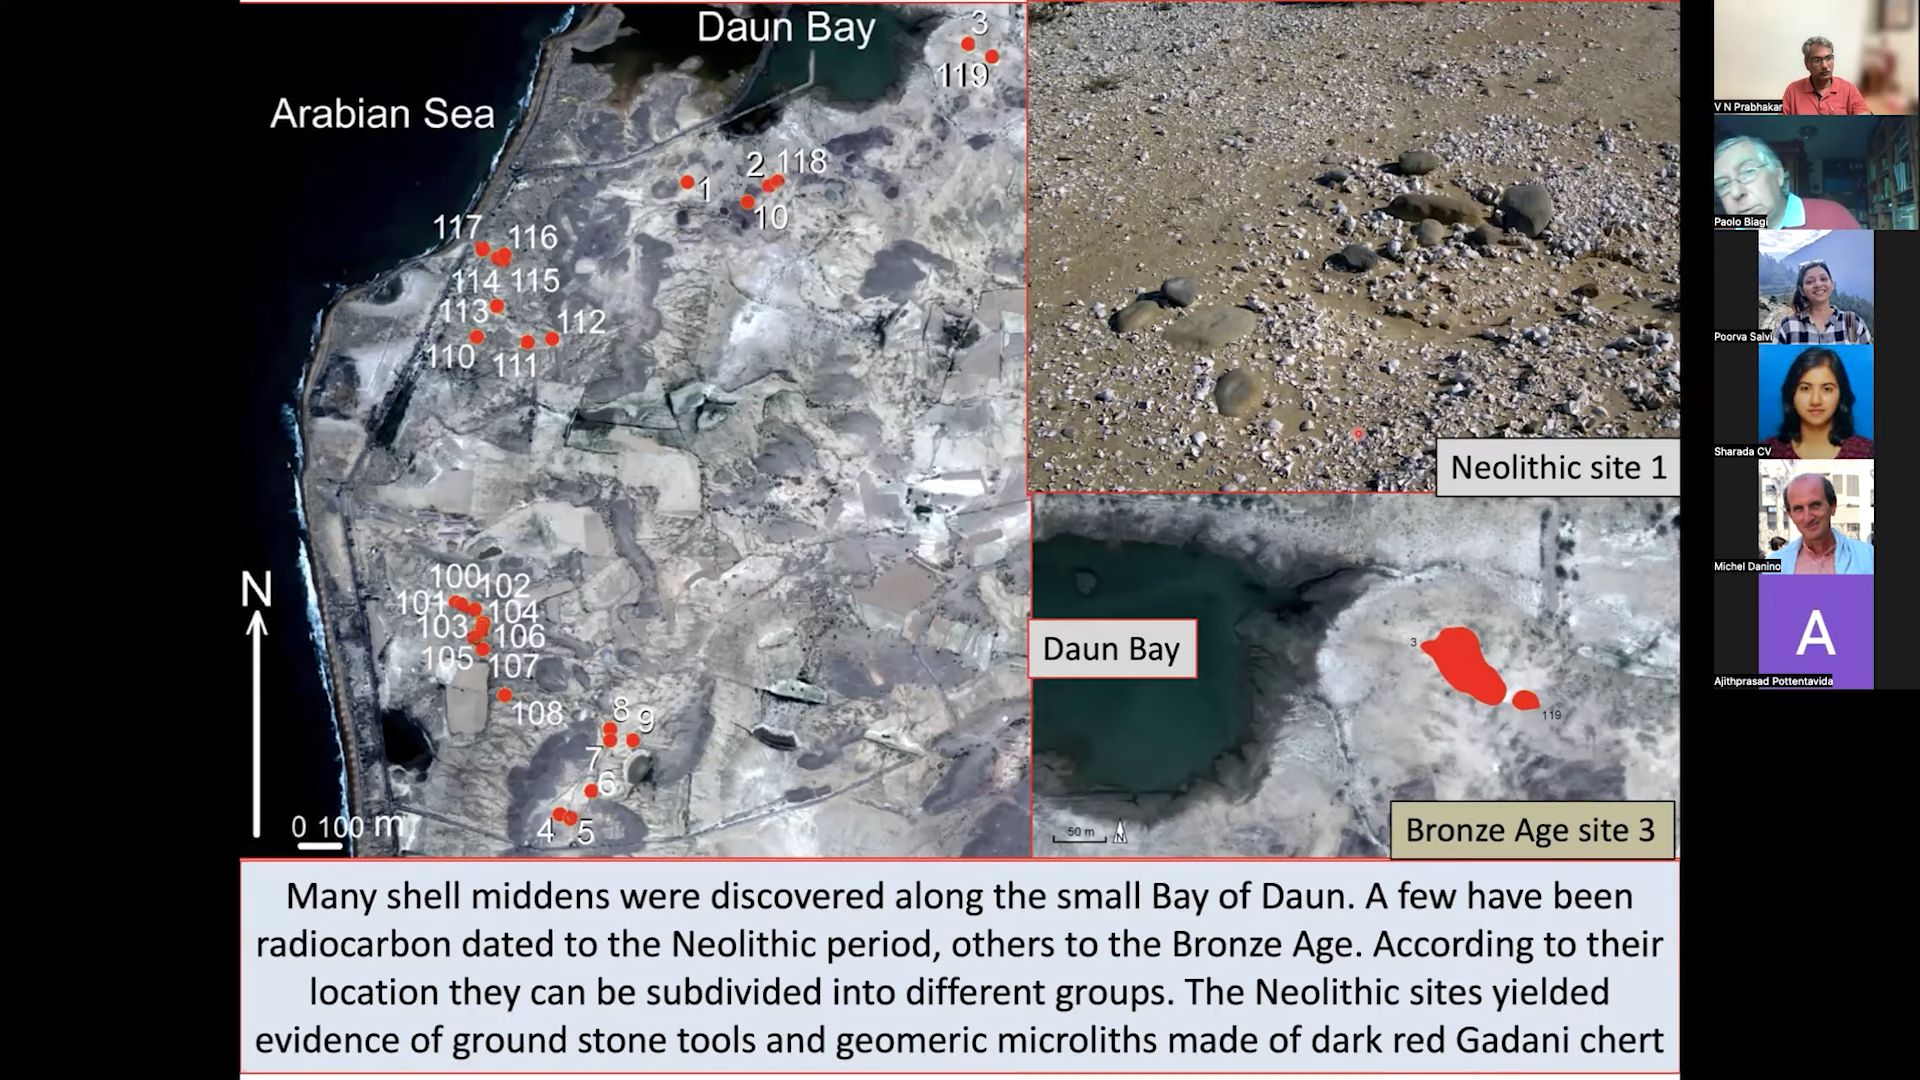 Daun Bay
3
119
Arabian Sea
2 118
1
10
117
116
114 115
113
112
110
111
Neolithic site 1
N
100 102
101 104
103 106
105 107
108
8 9
7
6
4 5
0 100 m
Daun Bay
3
119
50 m
N
Bronze Age site 3
Many shell middens were discovered along the small Bay of Daun. A few have been
radiocarbon dated to the Neolithic period, others to the Bronze Age. According to their
location they can be subdivided into different groups. The Neolithic sites yielded
evidence of ground stone tools and geomeric microliths made of dark red Gadani chert
V N Prabhakar
Paolo Biagi
Poorva Salvi
Sharada CV
Michel Danino
A
Ajithprasad Pottentavida